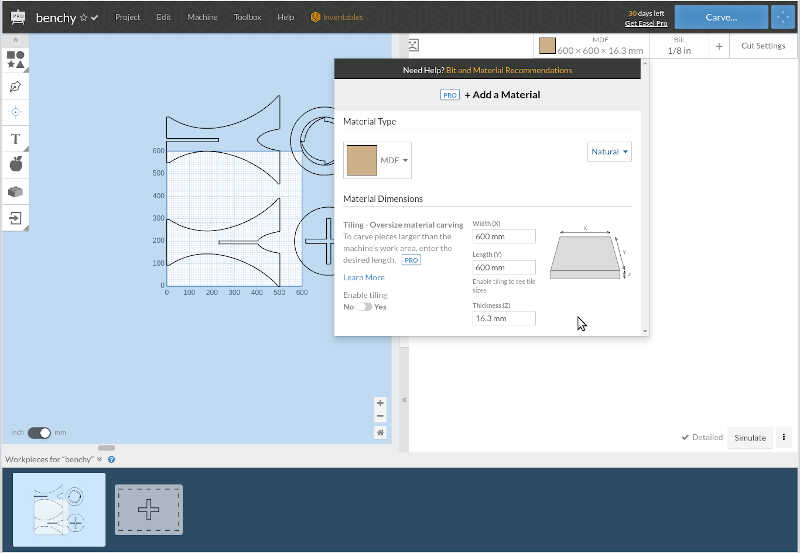 PRO
benchy
Project
Edit
Machine
Toolbox
Help
Inventables
30 days left
Get Easel Pro
Carve...
MDF
600 × 600 × 16.3 mm
Bit:
1/8 in
+
Cut Settings
Need Help? Bit and Material Recommendations
PRO + Add a Material
Material Type
MDF
Natural
Material Dimensions
Tiling - Oversize material carving
To carve pieces larger than the
machine's work area, enter the
desired length. PRO
Learn More
Enable tiling
No Yes
Width (X)
600 mm
Length (Y)
600 mm
Enable tiling to see tile
sizes
Thickness (Z)
16.3 mm
X
Y
Z
T
600
500
400
300
200
100
0
0 100 200 300 400 500 600
inch mm
+
−
Detailed
Simulate
Workpieces for "benchy"
?